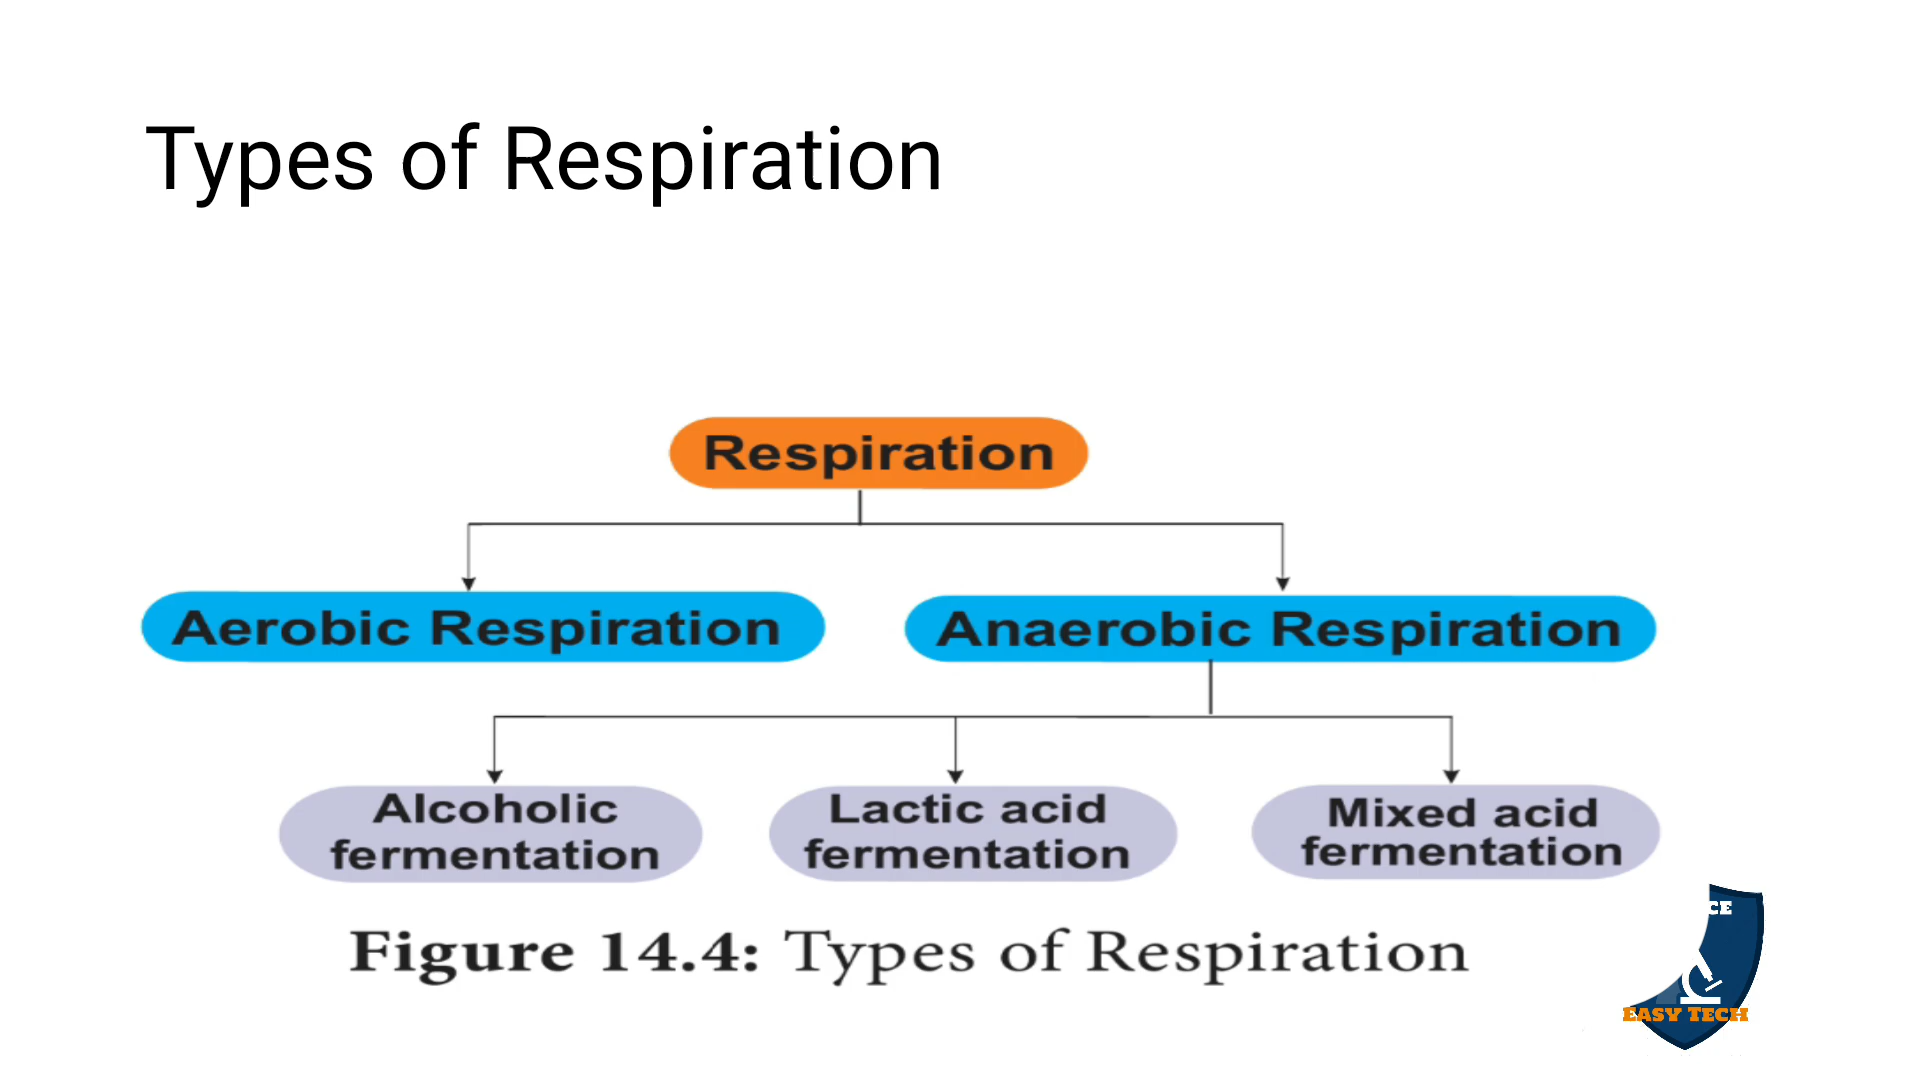 Types of Respiration
Respiration
Aerobic Respiration
Anaerobic Respiration
Alcoholic
fermentation
Lactic acid
fermentation
Mixed acid
fermentation
Figure 14.4: Types of Respiration
EASY TECH